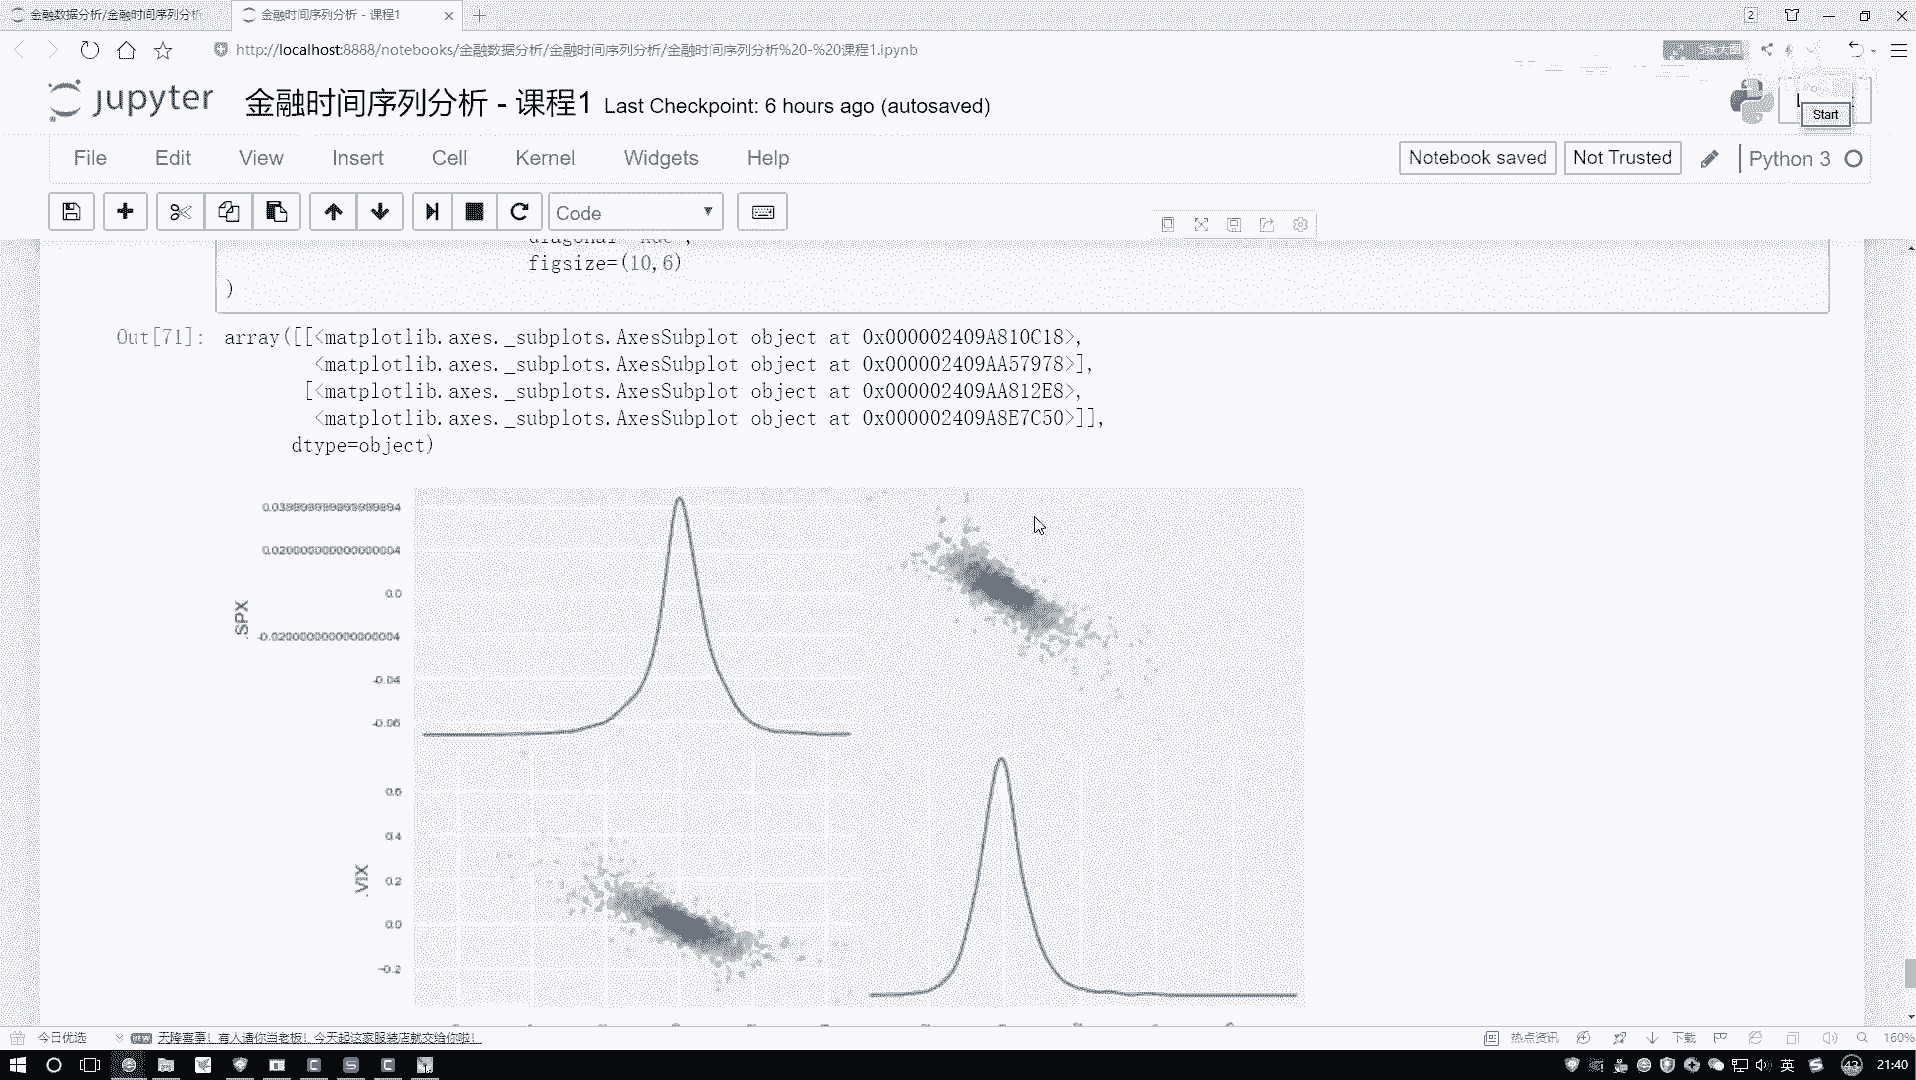 金融数据分析/金融时间序列分析
金融时间序列分析 - 课程1
2
http://localhost:8888/notebooks/金融数据分析/金融时间序列分析/金融时间序列分析%20-%20课程1.ipynb
jupyter 金融时间序列分析 - 课程1 Last Checkpoint: 6 hours ago (autosaved)
Start
File Edit View Insert Cell Kernel Widgets Help
Notebook saved Not Trusted Python 3
Code
figsize=(10,6)
)
Out[71]: array([[<matplotlib.axes._subplots.AxesSubplot object at 0x000002409A810C18>,
<matplotlib.axes._subplots.AxesSubplot object at 0x000002409AA57978>],
[<matplotlib.axes._subplots.AxesSubplot object at 0x000002409AA812E8>,
<matplotlib.axes._subplots.AxesSubplot object at 0x000002409A8E7C50>]],
dtype=object)
0.020000000000000004
0.0
.SPX
-0.020000000000000004
-0.04
-0.06
0.6
0.4
.VIX
0.2
0.0
-0.2
今日优选
天降喜事！有人请你当老板！今天起这家服装店就交给你啦！
热点资讯
下载
160%
英
43
21:40